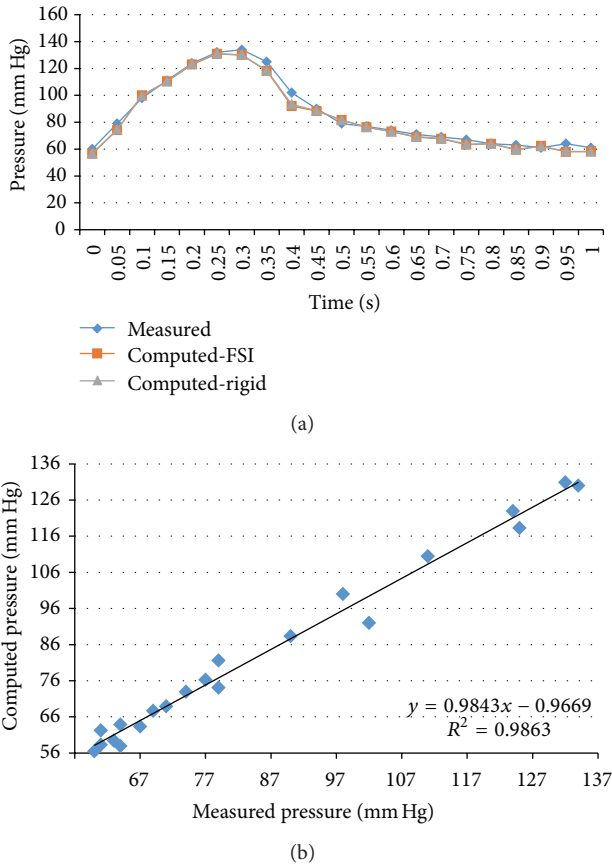 160
140
120
100
80
60
40
20
0
Pressure (mm Hg)
0 0.05 0.1 0.15 0.2 0.25 0.3 0.35 0.4 0.45 0.5 0.55 0.6 0.65 0.7 0.75 0.8 0.85 0.9 0.95 1
Time (s)
Measured
Computed-FSI
Computed-rigid
(a)
136
126
116
106
96
86
76
66
56
Computed pressure (mm Hg)
y = 0.9843x − 0.9669
R² = 0.9863
67 77 87 97 107 117 127 137
Measured pressure (mm Hg)
(b)